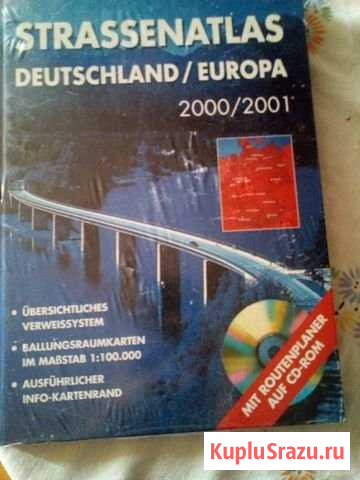 STRASSENATLAS
DEUTSCHLAND/EUROPA
2000/2001
• ÜBERSICHTLICHES
VERWEISSYSTEM
• BALLUNGSRAUMKARTEN
IM MAßSTAB 1:100.000
• AUSFÜHRLICHER
INFO-KARTENRAND
MIT ROUTENPLANER
AUF CD-ROM
KupluSrazu.ru